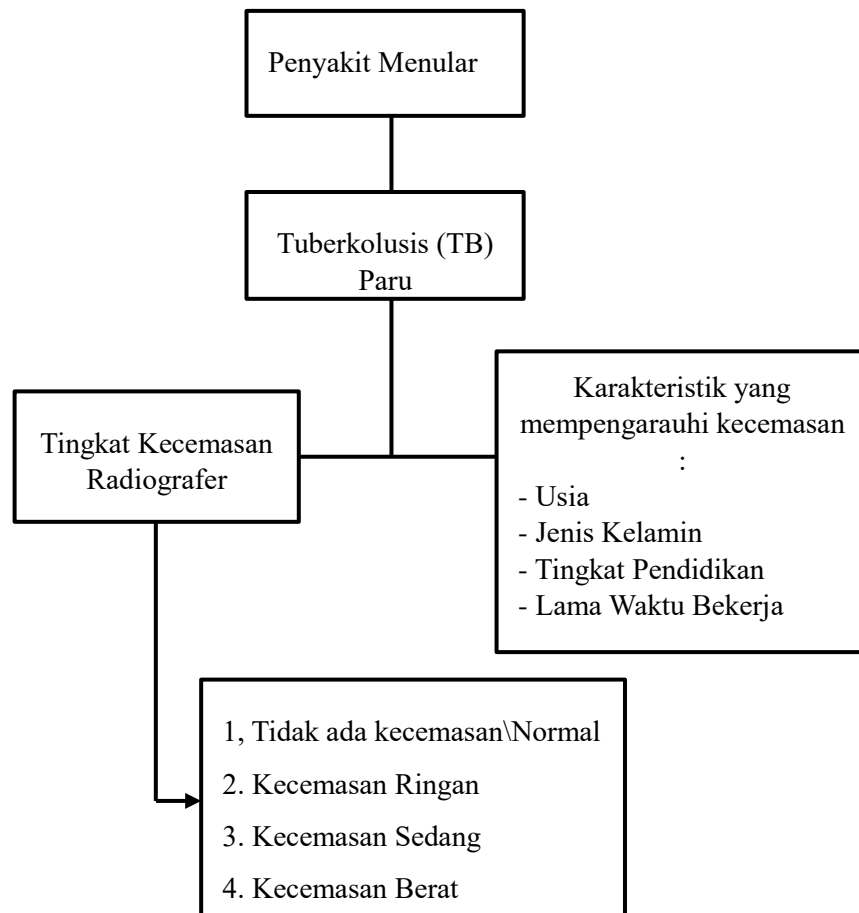 Penyakit Menular
Tuberkolusis (TB)
Paru
Tingkat Kecemasan
Radiografer
Karakteristik yang
mempengarauhi kecemasan
:
- Usia
- Jenis Kelamin
- Tingkat Pendidikan
- Lama Waktu Bekerja
1, Tidak ada kecemasan\Normal
2. Kecemasan Ringan
3. Kecemasan Sedang
4. Kecemasan Berat